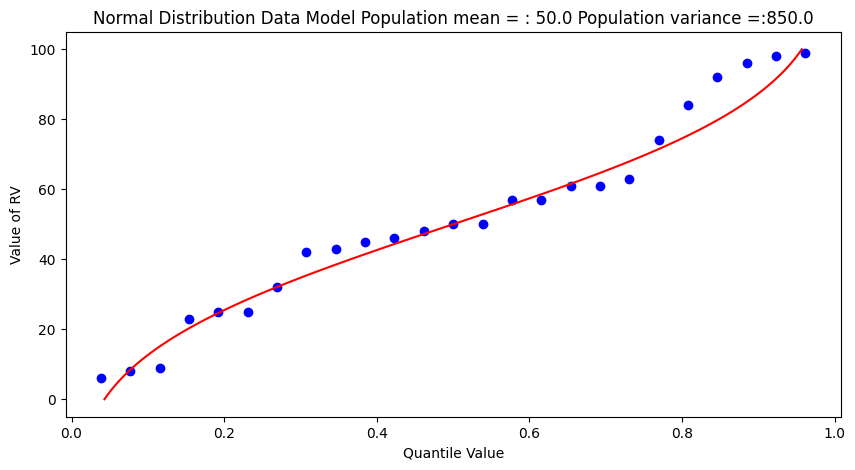 Normal Distribution Data Model Population mean = : 50.0 Population variance =:850.0
100
80
60
40
20
0
Value of RV
0.0 0.2 0.4 0.6 0.8 1.0
Quantile Value